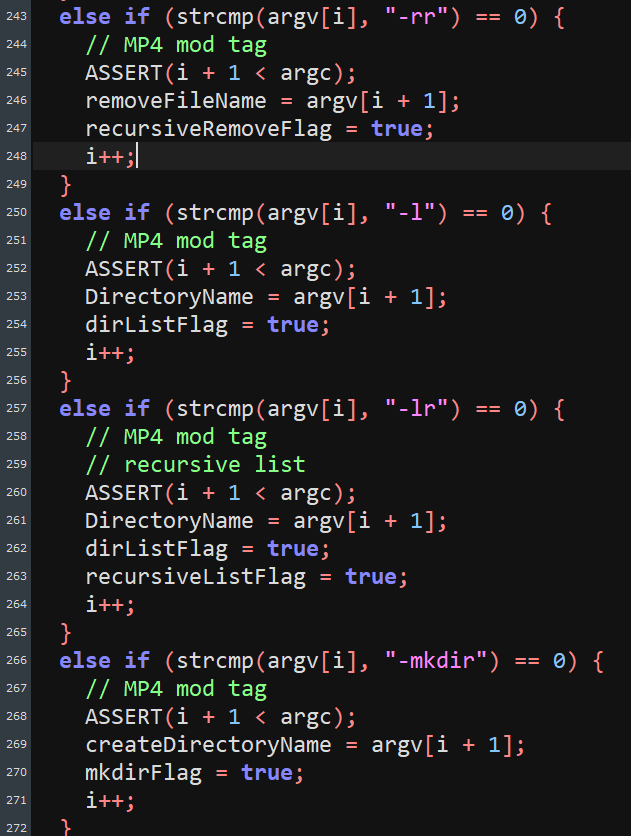 243 else if (strcmp(argv[i], "-rr") == 0) {
244 // MP4 mod tag
245 ASSERT(i + 1 < argc);
246 removeFileName = argv[i + 1];
247 recursiveRemoveFlag = true;
248 i++;
249 }
250 else if (strcmp(argv[i], "-l") == 0) {
251 // MP4 mod tag
252 ASSERT(i + 1 < argc);
253 DirectoryName = argv[i + 1];
254 dirListFlag = true;
255 i++;
256 }
257 else if (strcmp(argv[i], "-lr") == 0) {
258 // MP4 mod tag
259 // recursive list
260 ASSERT(i + 1 < argc);
261 DirectoryName = argv[i + 1];
262 dirListFlag = true;
263 recursiveListFlag = true;
264 i++;
265 }
266 else if (strcmp(argv[i], "-mkdir") == 0) {
267 // MP4 mod tag
268 ASSERT(i + 1 < argc);
269 createDirectoryName = argv[i + 1];
270 mkdirFlag = true;
271 i++;
272 }